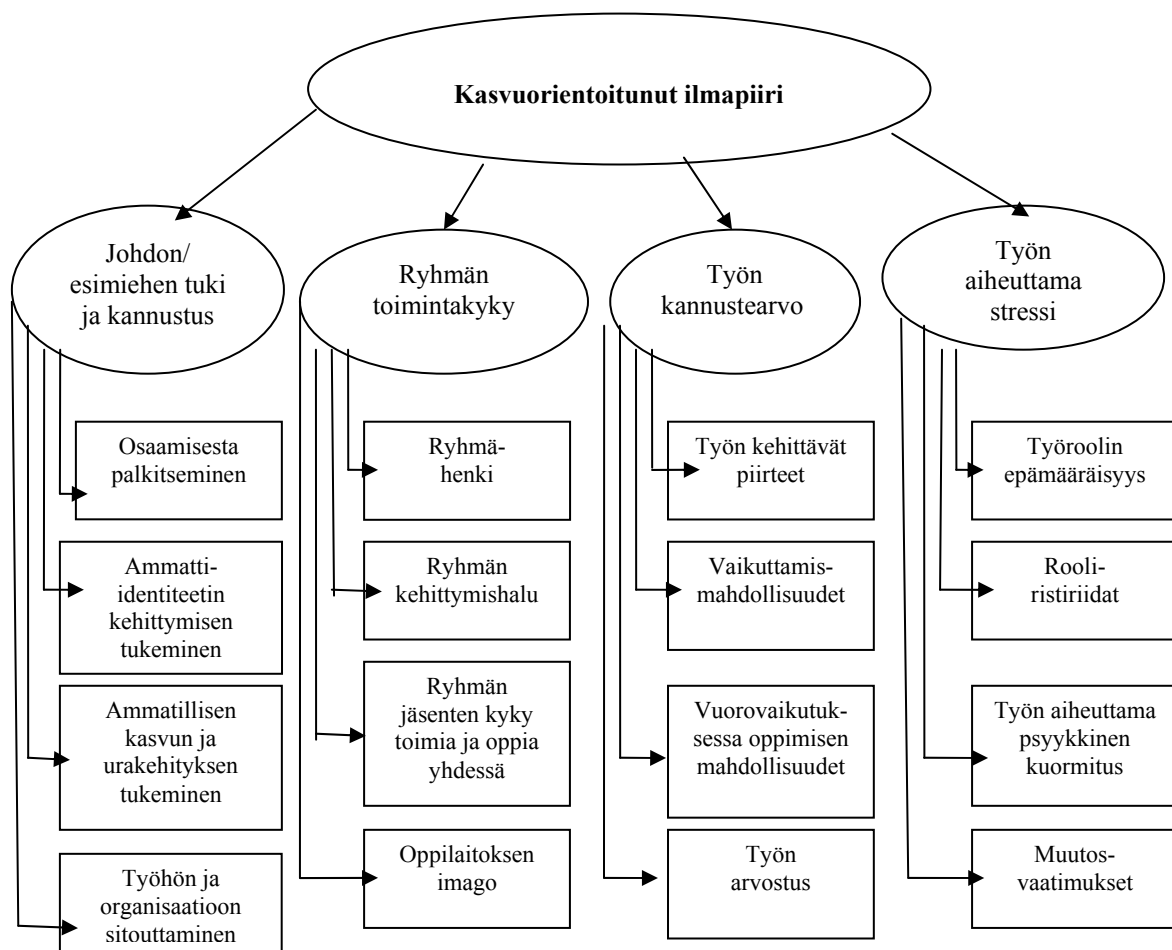 Kasvuorientoitunut ilmapiiri
Johdon/
esimiehen tuki
ja kannustus
Ryhmän
toimintakyky
Työn
kannustearvo
Työn
aiheuttama
stressi
Osaamisesta
palkitseminen
Ryhmä-
henki
Työn kehittävät
piirteet
Työroolin
epämääräisyys
Ammatti-
identiteetin
kehittymisen
tukeminen
Ryhmän
kehittymishalu
Vaikuttamis-
mahdollisuudet
Rooli-
ristiriidat
Ammatillisen
kasvun ja
urakehityksen
tukeminen
Ryhmän
jäsenten kyky
toimia ja oppia
yhdessä
Vuorovaikutuk-
sessa oppimisen
mahdollisuudet
Työn aiheuttama
psyykkinen
kuormitus
Työhön ja
organisaatioon
sitouttaminen
Oppilaitoksen
imago
Työn
arvostus
Muutos-
vaatimukset